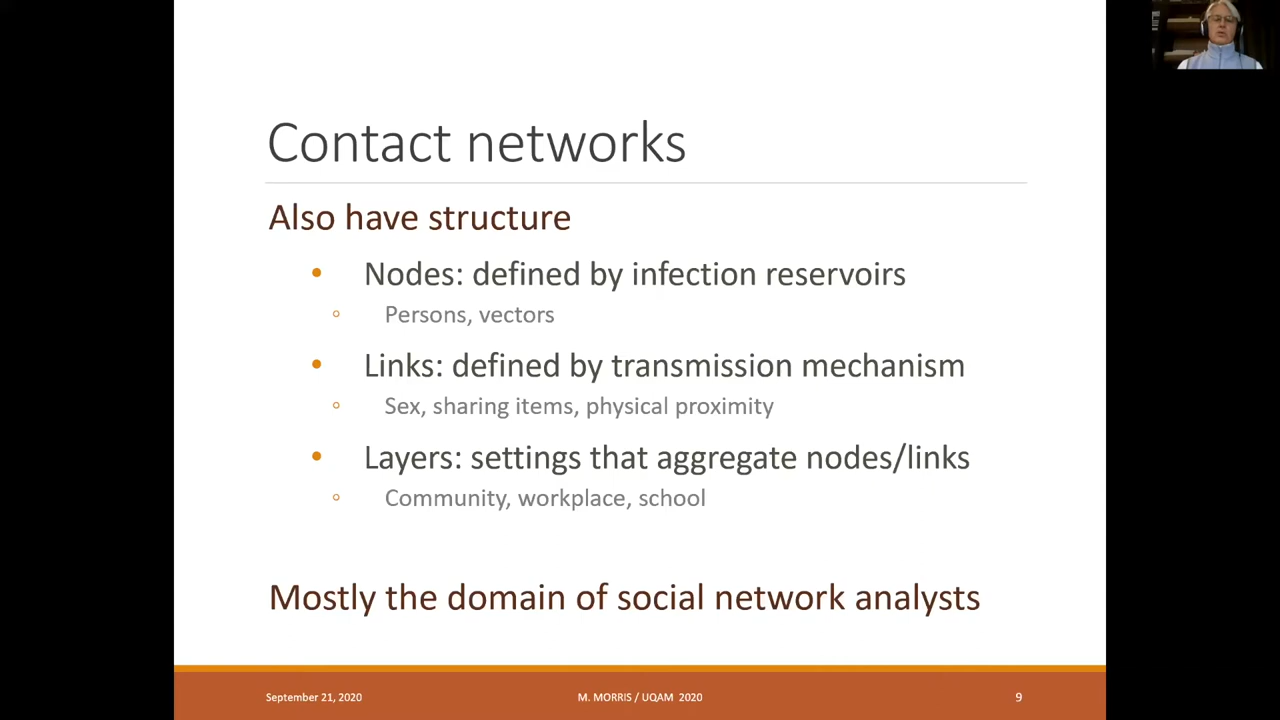 Contact networks
Also have structure
• Nodes: defined by infection reservoirs
◦ Persons, vectors
• Links: defined by transmission mechanism
◦ Sex, sharing items, physical proximity
• Layers: settings that aggregate nodes/links
◦ Community, workplace, school
Mostly the domain of social network analysts
September 21, 2020
M. MORRIS / UQAM 2020
9